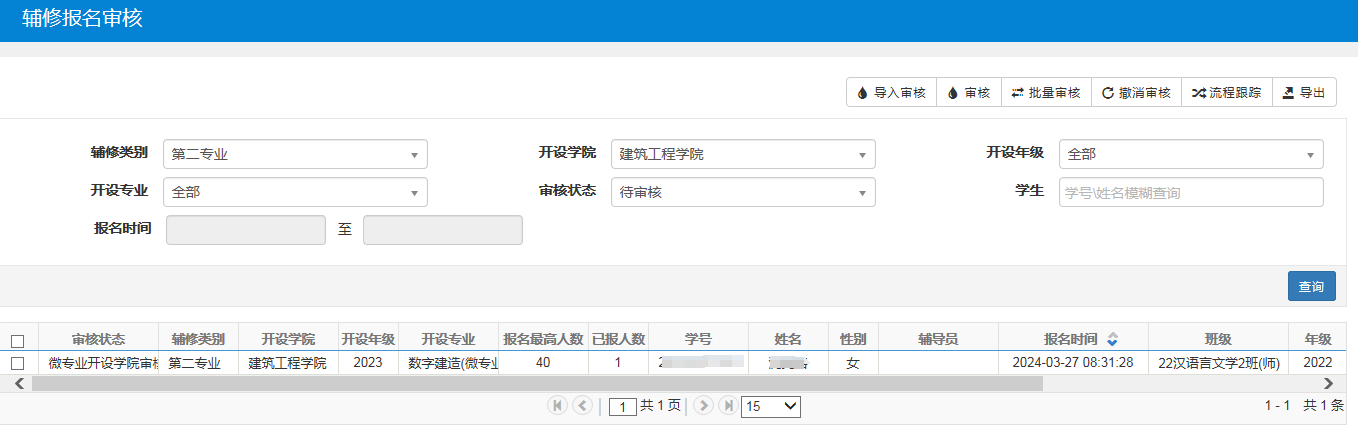 辅修报名审核
导入审核 审核 批量审核 撤消审核 流程跟踪 导出
辅修类别 第二专业 开设学院 建筑工程学院 开设年级 全部
开设专业 全部 审核状态 待审核 学生 学号\姓名模糊查询
报名时间 至
查询
审核状态 辅修类别 开设学院 开设年级 开设专业 报名最高人数 已报人数 学号 姓名 性别 辅导员 报名时间 班级 年级
微专业开设学院审 第二专业 建筑工程学院 2023 数字建造(微专业 40 1 女 2024-03-27 08:31:28 22汉语言文学2班(师) 2022
1 共 1 页 15 1 - 1 共 1 条